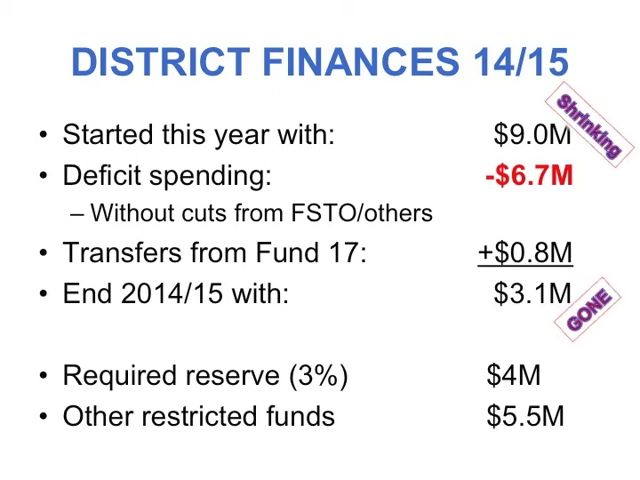 DISTRICT FINANCES 14/15
• Started this year with: $9.0M
Shrinking
• Deficit spending: -$6.7M
– Without cuts from FSTO/others
• Transfers from Fund 17: +$0.8M
• End 2014/15 with: $3.1M
GONE
• Required reserve (3%) $4M
• Other restricted funds $5.5M